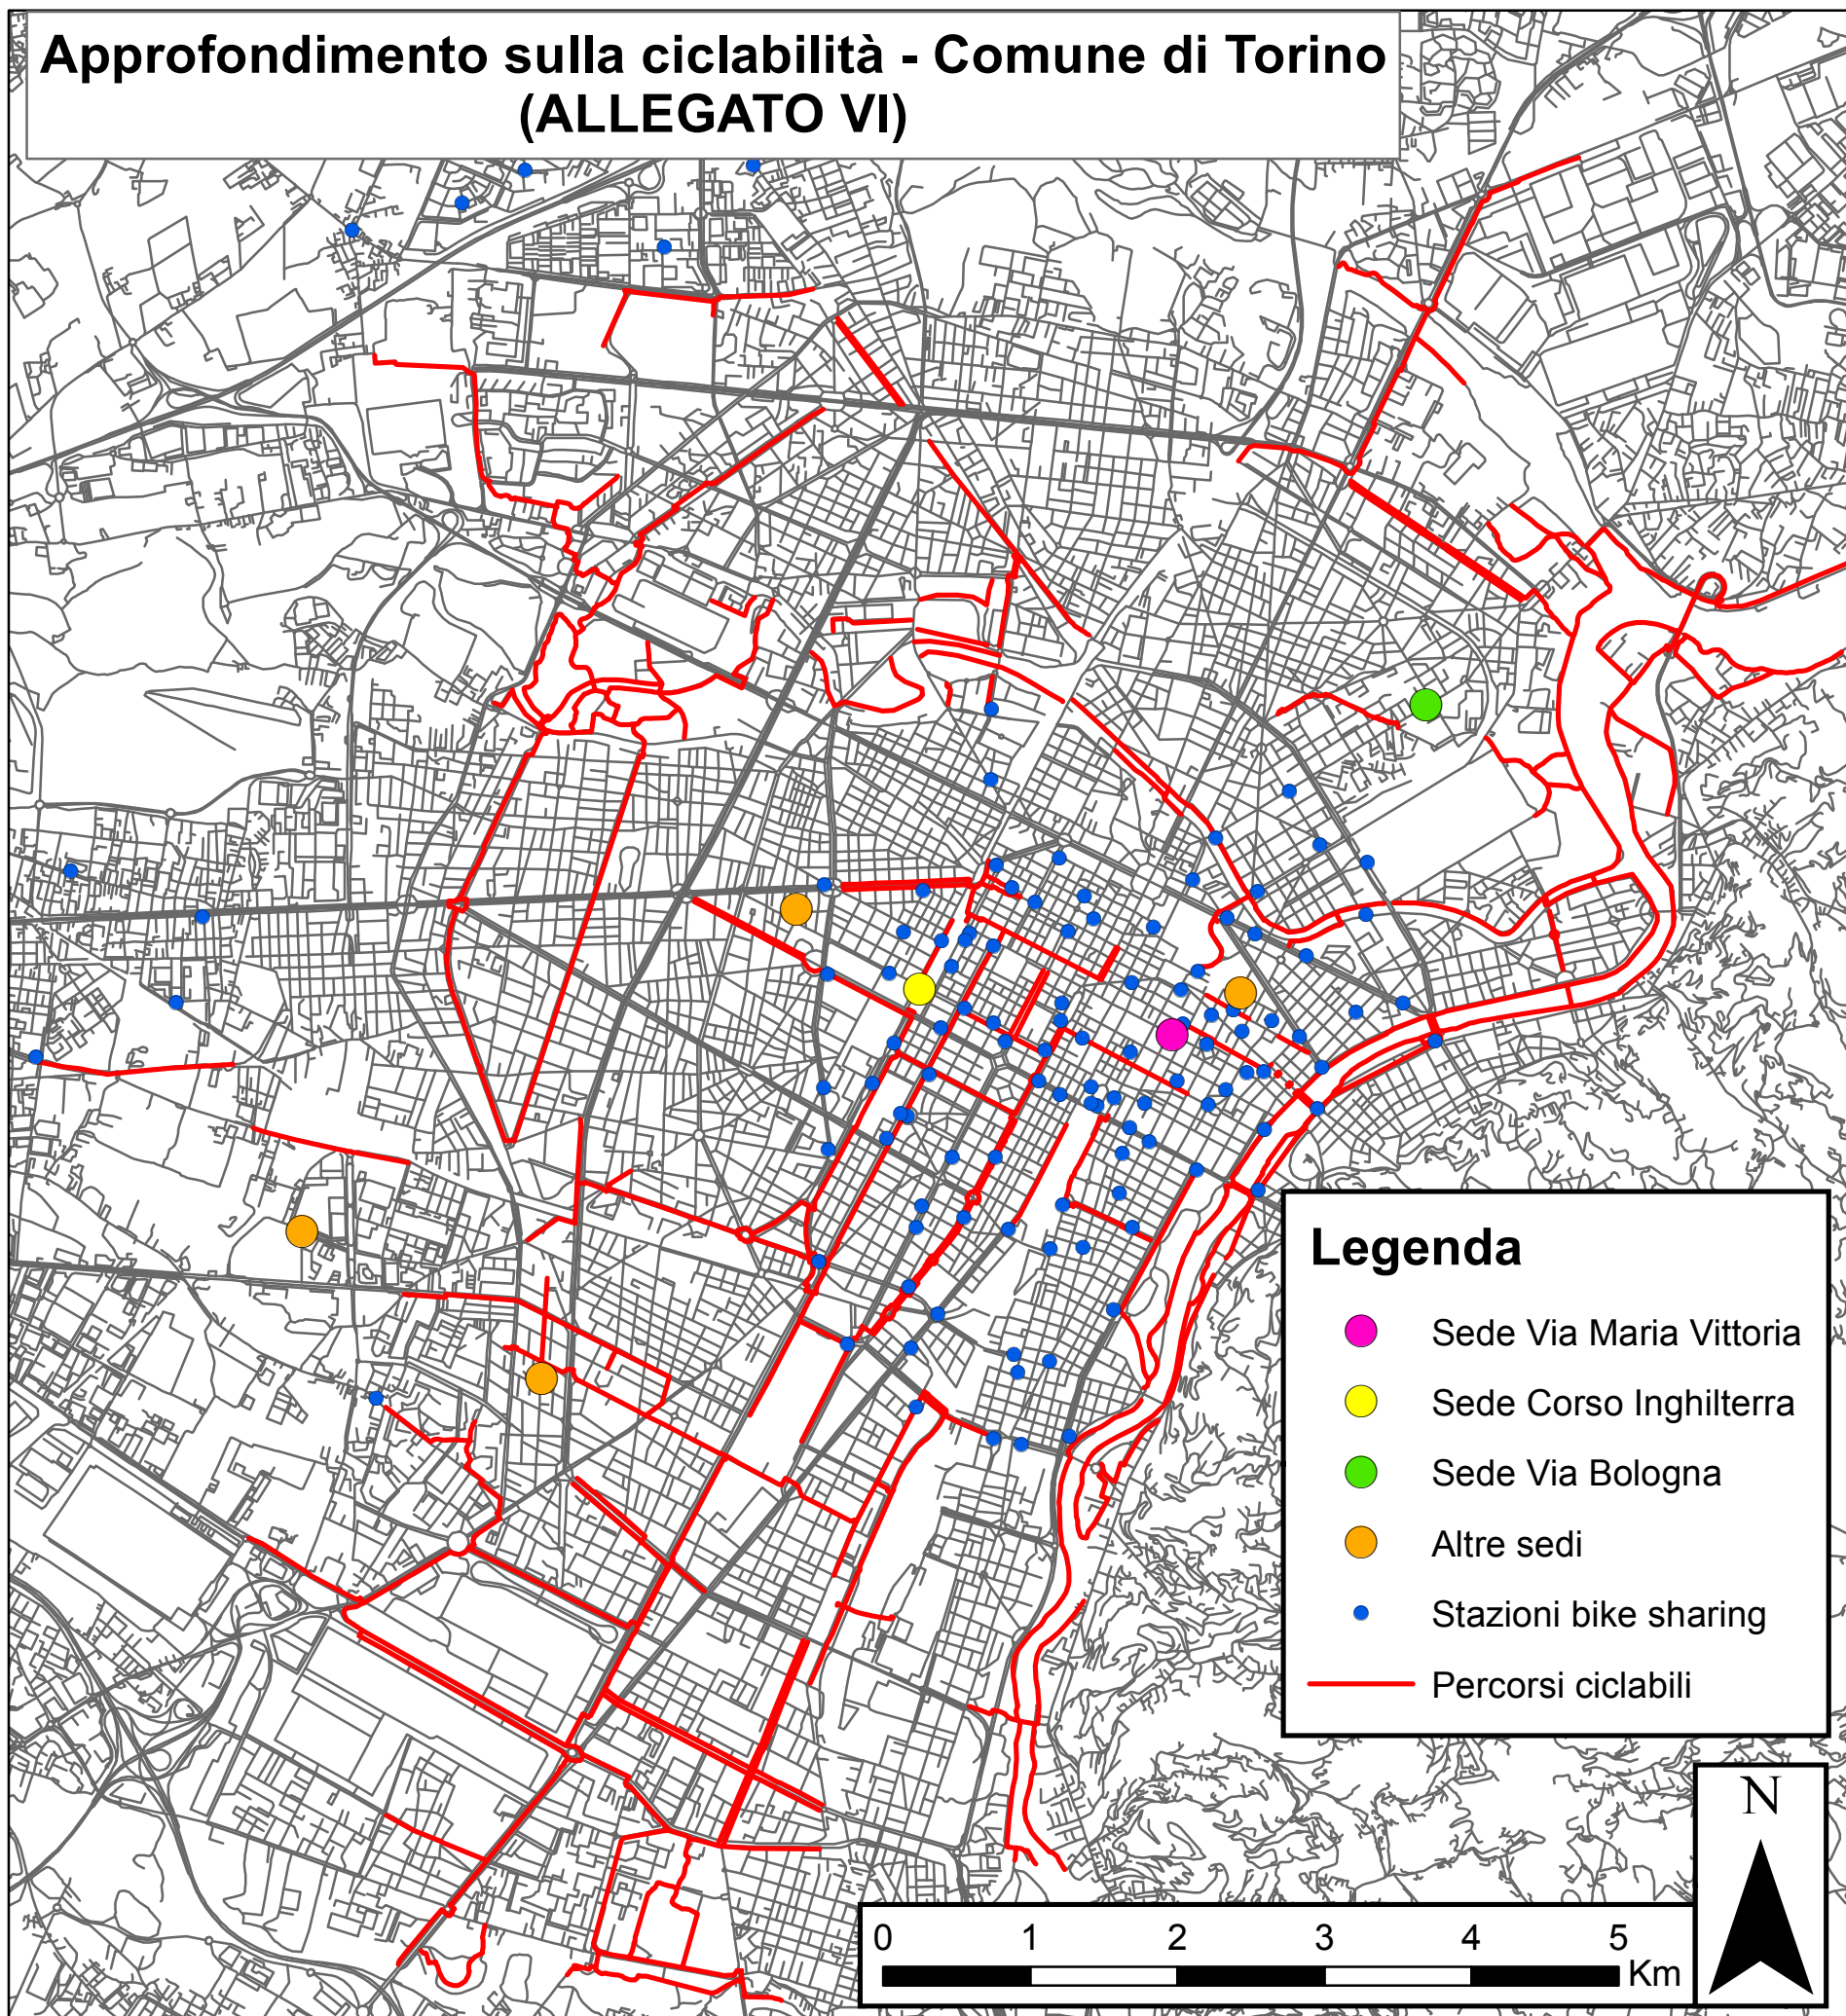 Approfondimento sulla ciclabilità - Comune di Torino
(ALLEGATO VI)
Legenda
Sede Via Maria Vittoria
Sede Corso Inghilterra
Sede Via Bologna
Altre sedi
Stazioni bike sharing
Percorsi ciclabili
N
0 1 2 3 4 5
Km